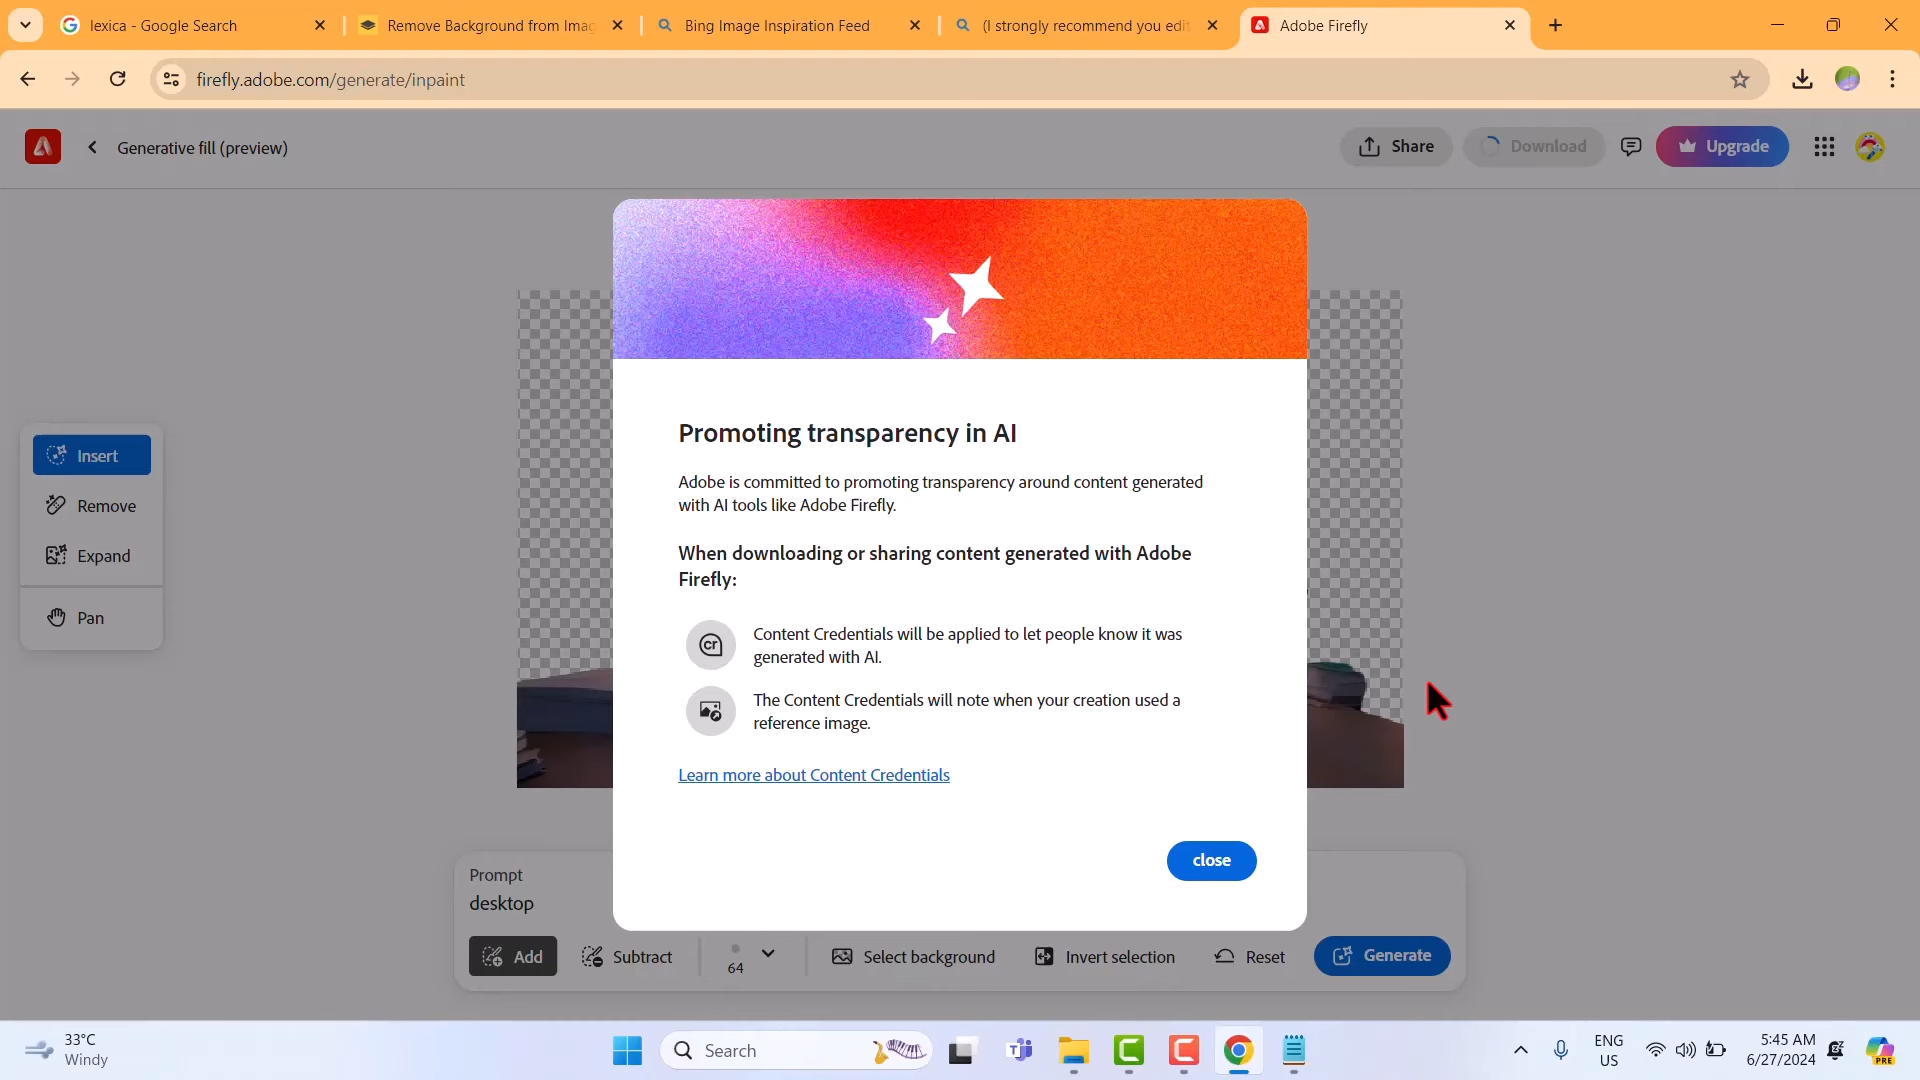 lexica - Google Search
Remove Background from Imag
Bing Image Inspiration Feed
(I strongly recommend you edit
Adobe Firefly
firefly.adobe.com/generate/inpaint
Generative fill (preview)
Share
Download
Upgrade
Promoting transparency in AI
Adobe is committed to promoting transparency around content generated
with AI tools like Adobe Firefly.
When downloading or sharing content generated with Adobe
Firefly:
cr
Content Credentials will be applied to let people know it was
generated with AI.
The Content Credentials will note when your creation used a
reference image.
Learn more about Content Credentials
close
Insert
Remove
Expand
Pan
Prompt
desktop
Add
Subtract
64
Select background
Invert selection
Reset
Generate
33°C
Windy
Search
ENG
US
5:45 AM
6/27/2024
PRE